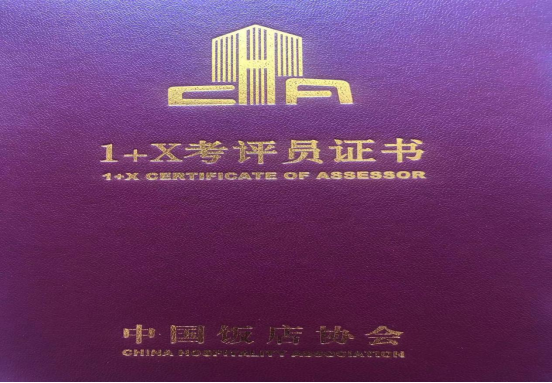 CHA
1+X考评员证书
1+X CERTIFICATE OF ASSESSOR
中国饭店协会
CHINA HOSPITALITY ASSOCIATION